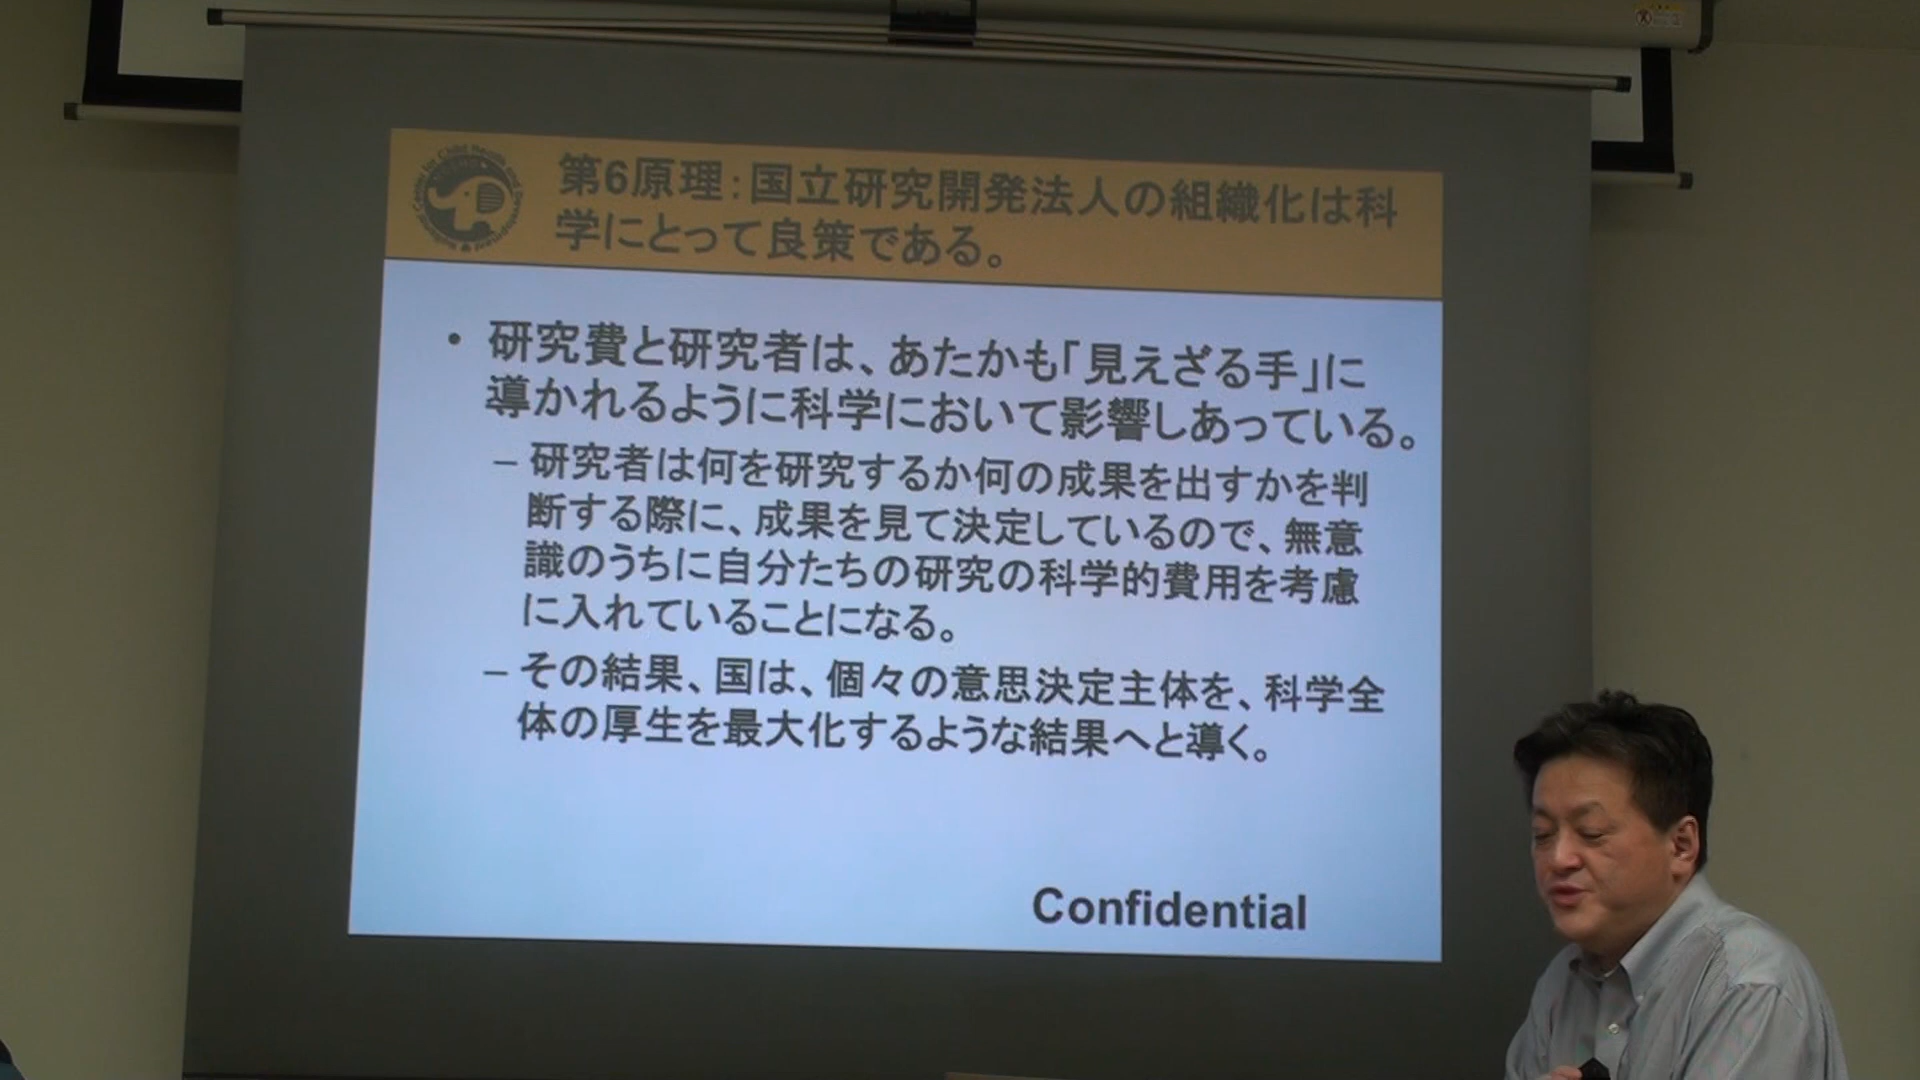 第6原理：国立研究開発法人の組織化は科
学にとって良策である。
・研究費と研究者は、あたかも「見えざる手」に
導かれるように科学において影響しあっている。
–研究者は何を研究するか何の成果を出すかを判
断する際に、成果を見て決定しているので、無意
識のうちに自分たちの研究の科学的費用を考慮
に入れていることになる。
–その結果、国は、個々の意思決定主体を、科学全
体の厚生を最大化するような結果へと導く。
Confidential